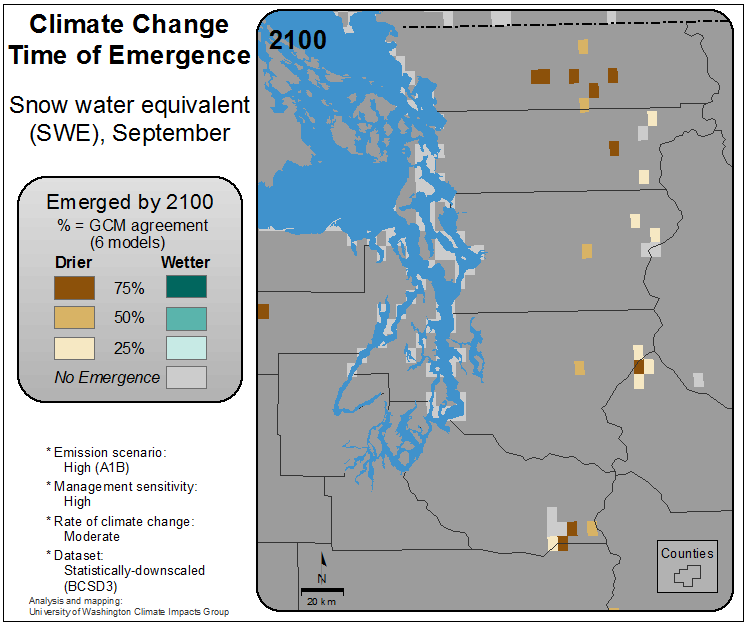 Climate Change
Time of Emergence
Snow water equivalent
(SWE), September
Emerged by 2100
% = GCM agreement
(6 models)
Drier Wetter
75%
50%
25%
No Emergence
* Emission scenario:
High (A1B)
* Management sensitivity:
High
* Rate of climate change:
Moderate
* Dataset:
Statistically-downscaled
(BCSD3)
Analysis and mapping:
University of Washington Climate Impacts Group
2100
N
20 km
Counties